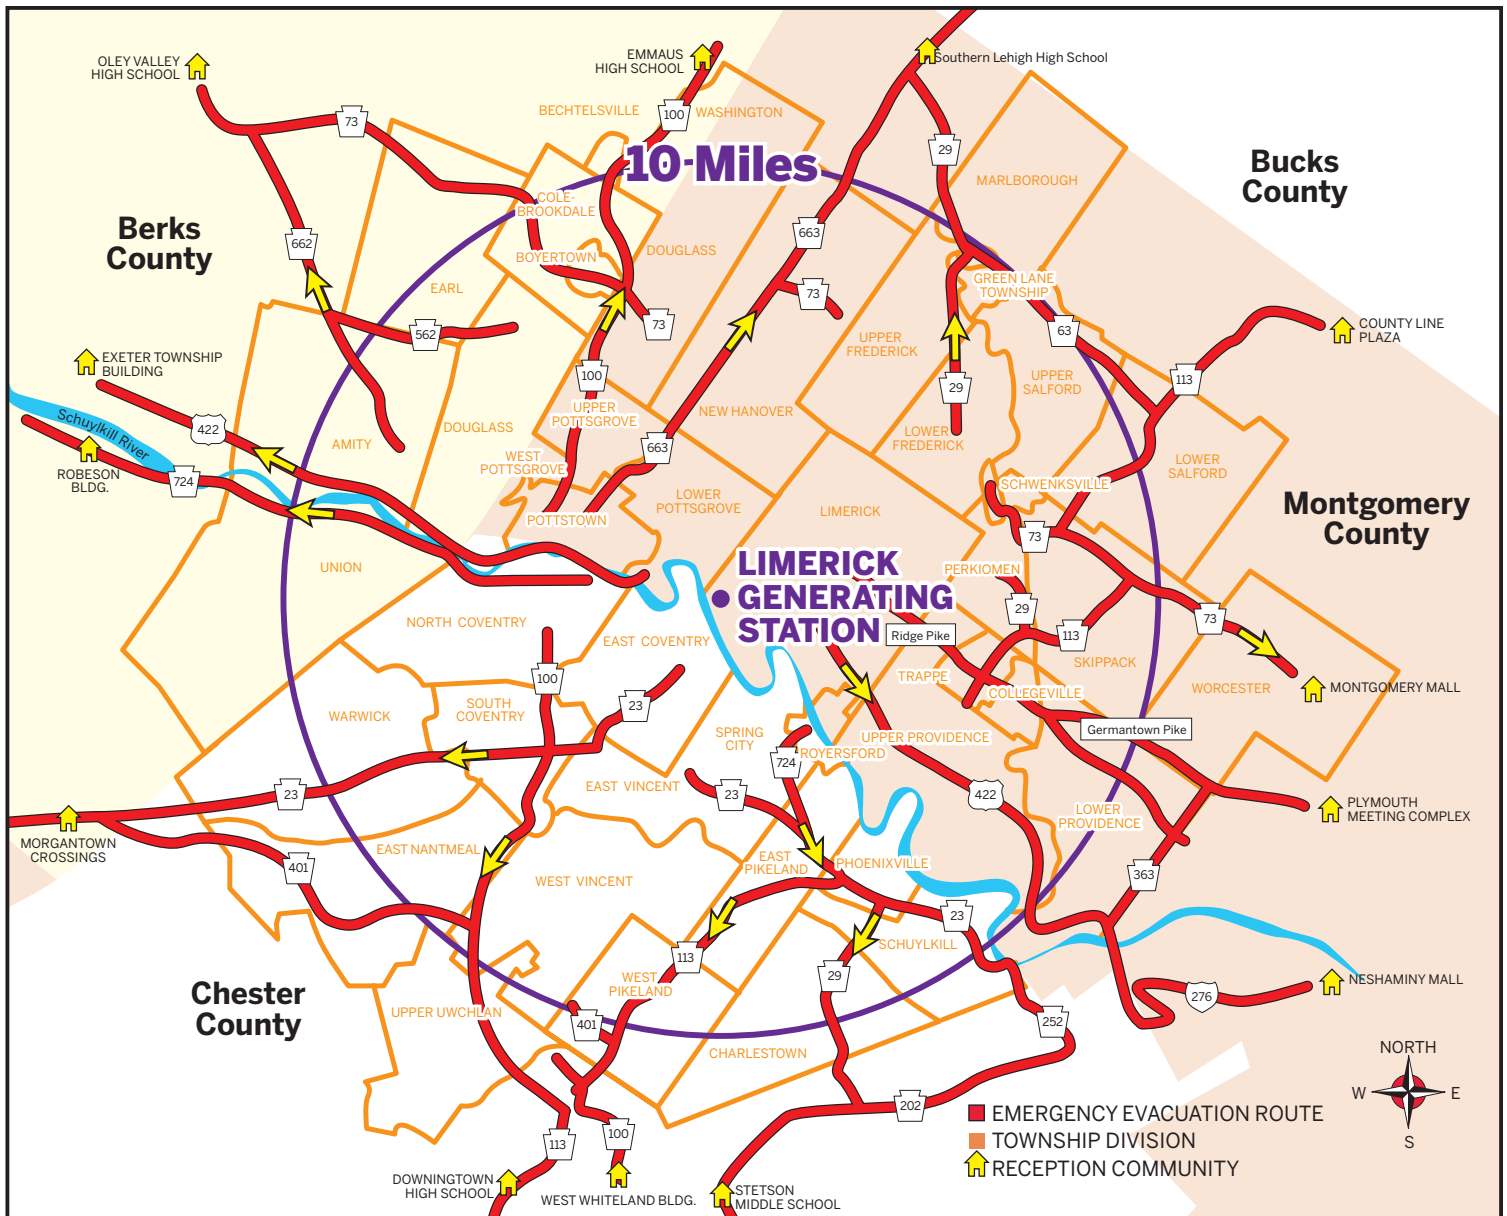 OLEY VALLEY
HIGH SCHOOL
EMMAUS
HIGH SCHOOL
Southern Lehigh High School
BECHTELSVILLE
WASHINGTON
100
73
29
10-Miles
Bucks
County
MARLBOROUGH
COLE-
BROOKDALE
Berks
County
662
663
DOUGLASS
BOYERTOWN
EARL
GREEN LANE
TOWNSHIP
73
73
562
63
COUNTY LINE
PLAZA
UPPER
FREDERICK
EXETER TOWNSHIP
BUILDING
100
29
UPPER
SALFORD
113
UPPER
POTTSGROVE
NEW HANOVER
Schuylkill River
422
DOUGLASS
AMITY
663
LOWER
FREDERICK
WEST
POTTSGROVE
LOWER
SALFORD
ROBESON
BLDG.
724
SCHWENKSVILLE
LOWER
POTTSGROVE
LIMERICK
POTTSTOWN
Montgomery
County
73
UNION
LIMERICK
GENERATING
STATION
PERKIOMEN
29
73
NORTH COVENTRY
EAST COVENTRY
Ridge Pike
113
SKIPPACK
100
TRAPPE
COLLEGEVILLE
WORCESTER
MONTGOMERY MALL
WARWICK
SOUTH
COVENTRY
23
SPRING
CITY
UPPER PROVIDENCE
Germantown Pike
ROYERSFORD
724
EAST VINCENT
23
23
422
LOWER
PROVIDENCE
PLYMOUTH
MEETING COMPLEX
MORGANTOWN
CROSSINGS
EAST NANTMEAL
401
WEST VINCENT
EAST
PIKELAND
PHOENIXVILLE
363
23
SCHUYLKILL
113
29
WEST
PIKELAND
NESHAMINY MALL
276
Chester
County
UPPER UWCHLAN
401
252
CHARLESTOWN
NORTH
W
E
S
202
EMERGENCY EVACUATION ROUTE
TOWNSHIP DIVISION
RECEPTION COMMUNITY
113
100
DOWNINGTOWN
HIGH SCHOOL
WEST WHITELAND BLDG.
STETSON
MIDDLE SCHOOL